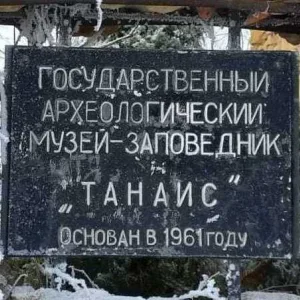 ГОСУДАРСТВЕННЫЙ
АРХЕОЛОГИЧЕСКИЙ
МУЗЕЙ-ЗАПОВЕДНИК
„ТАНАИС"
ОСНОВАН В 1961 ГОДУ